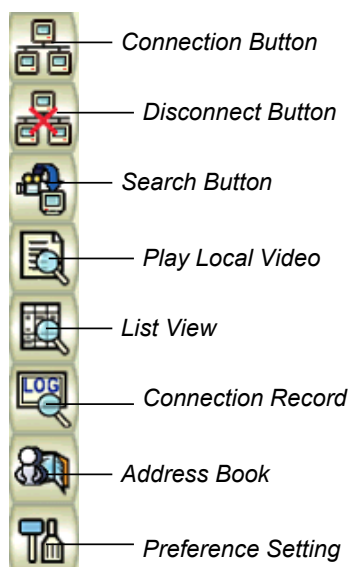 Connection Button
Disconnect Button
Search Button
Play Local Video
List View
LOG
Connection Record
Address Book
Preference Setting